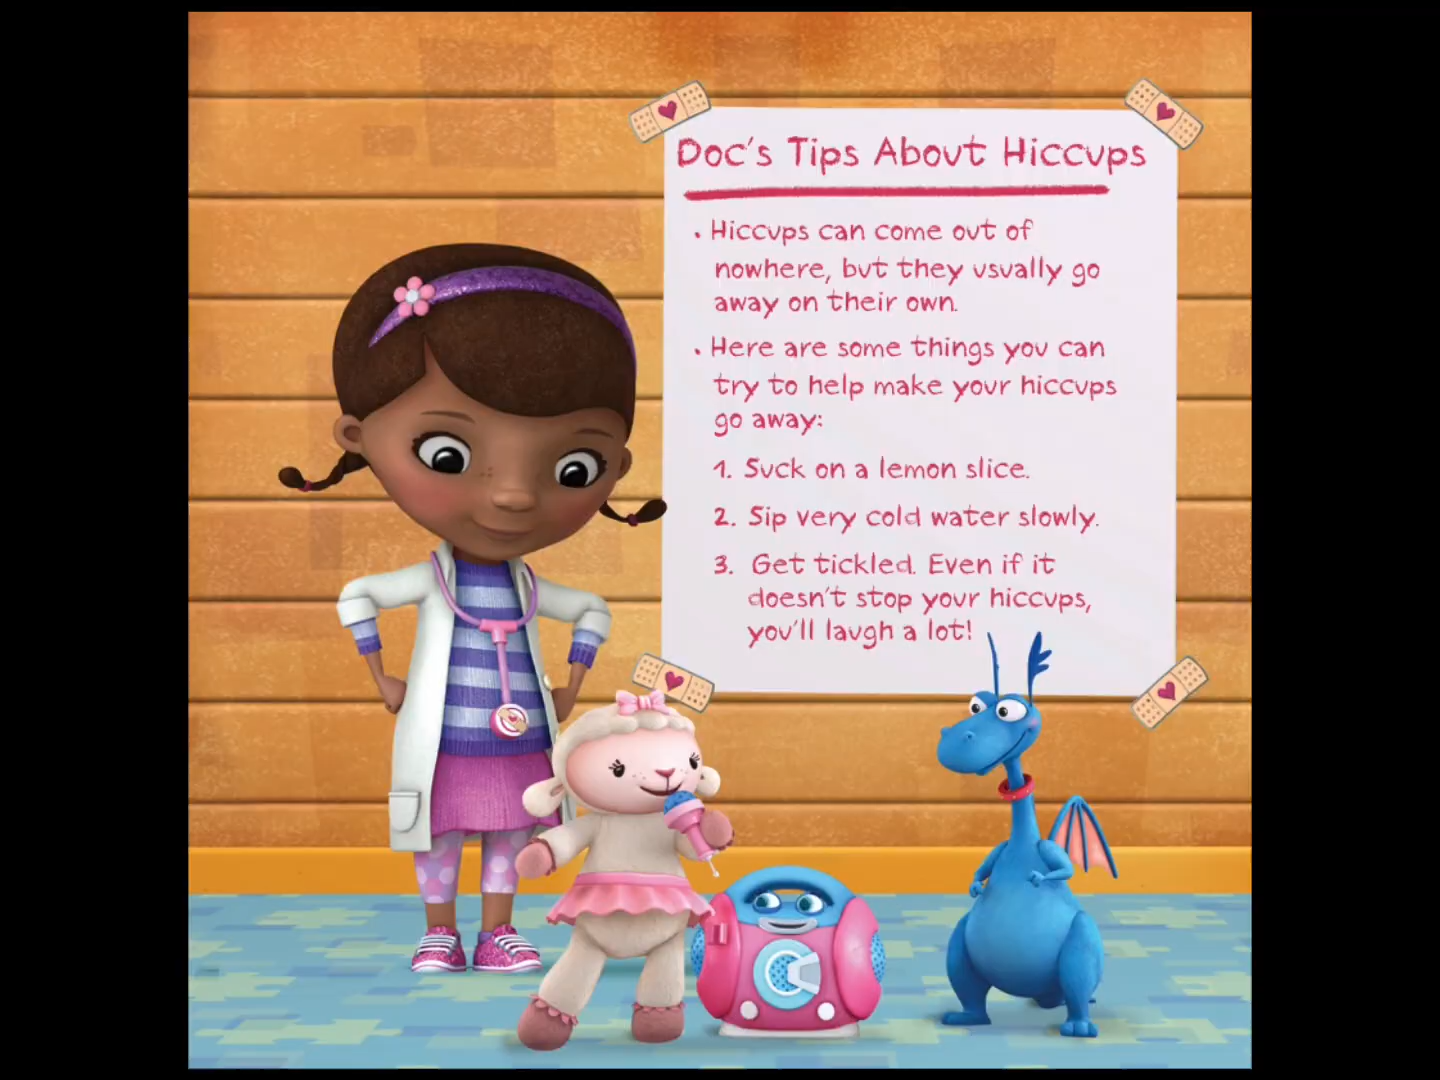 Doc's Tips About Hiccups
• Hiccups can come out of
nowhere, but they usually go
away on their own.
• Here are some things you can
try to help make your hiccups
go away:
1. Suck on a lemon slice.
2. Sip very cold water slowly.
3. Get tickled. Even if it
doesn't stop your hiccups,
you'll laugh a lot!